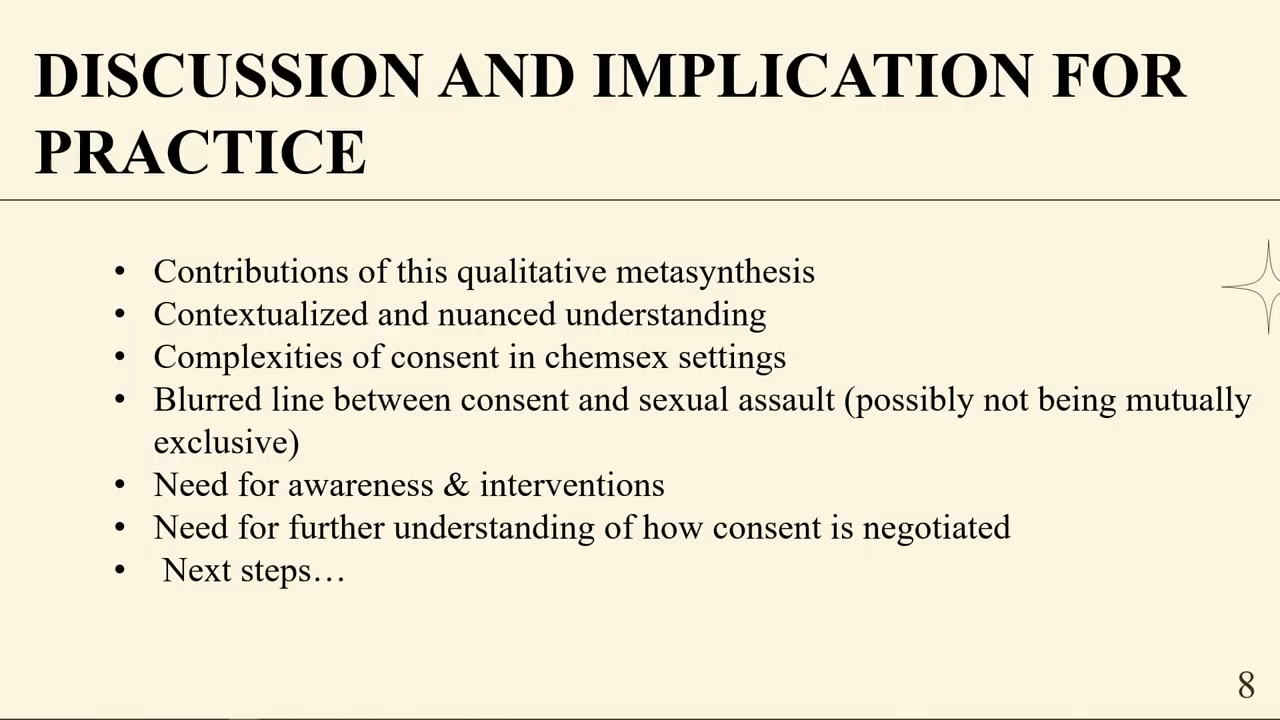 DISCUSSION AND IMPLICATION FOR
PRACTICE
• Contributions of this qualitative metasynthesis
• Contextualized and nuanced understanding
• Complexities of consent in chemsex settings
• Blurred line between consent and sexual assault (possibly not being mutually
exclusive)
• Need for awareness & interventions
• Need for further understanding of how consent is negotiated
• Next steps…
8